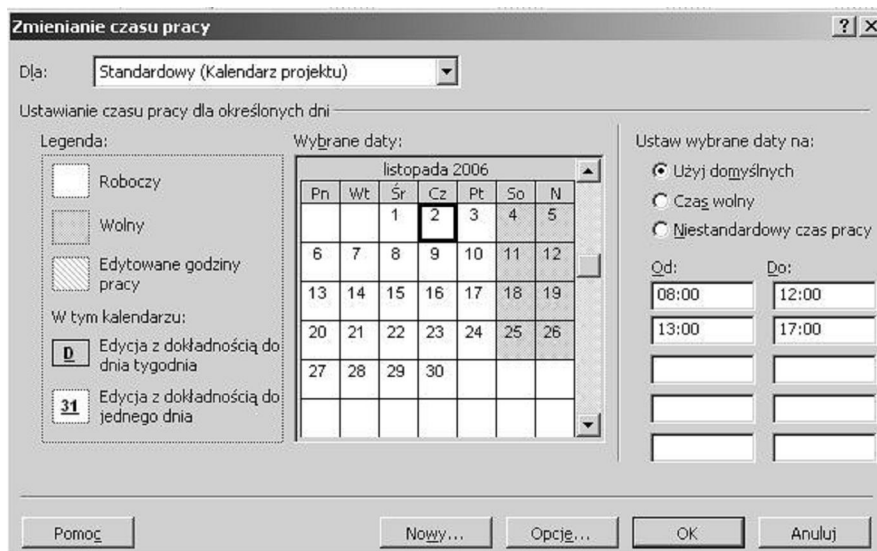 Zmienianie czasu pracy
Dla: Standardowy (Kalendarz projektu)
Ustawianie czasu pracy dla określonych dni
Legenda:
Roboczy
Wolny
Edytowane godziny
pracy
W tym kalendarzu:
D Edycja z dokładnością do
dnia tygodnia
31 Edycja z dokładnością do
jednego dnia
Wybrane daty:
listopada 2006
Pn Wt Śr Cz Pt So N
1 2 3 4 5
6 7 8 9 10 11 12
13 14 15 16 17 18 19
20 21 22 23 24 25 26
27 28 29 30
Ustaw wybrane daty na:
Użyj domyślnych
Czas wolny
Niestandardowy czas pracy
Od: Do:
08:00 12:00
13:00 17:00
Pomoc Nowy... Opcje... OK Anuluj